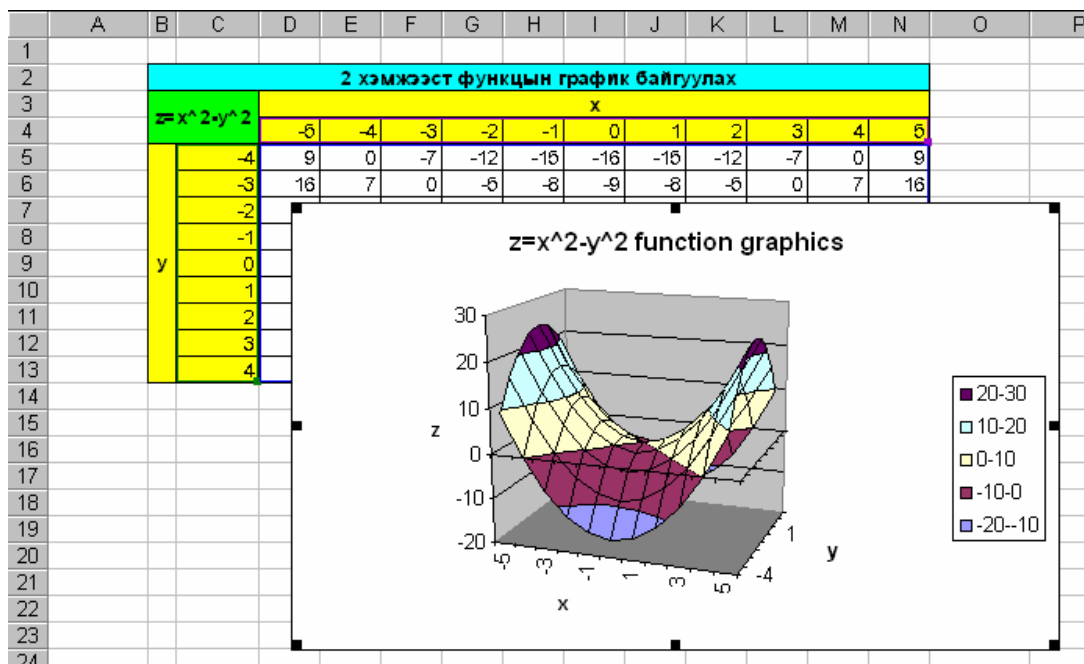 A B C D E F G H I J K L M N O P
1
2 2 хэмжээст функцын график байгуулах
3 z=x^2-y^2 x
4 -5 -4 -3 -2 -1 0 1 2 3 4 5
5 -4 9 0 -7 -12 -15 -16 -15 -12 -7 0 9
6 -3 16 7 0 -5 -8 -9 -8 -5 0 7 16
7 -2
8 -1
9 y 0
10 1
11 2
12 3
13 4
14
15
16
17
18
19
20
21
22
23
24
z=x^2-y^2 function graphics
30
20
10
0
-10
-20
z
-5 -3 -1 1 3 5
x
-4 1
y
20-30
10-20
0-10
-10-0
-20--10